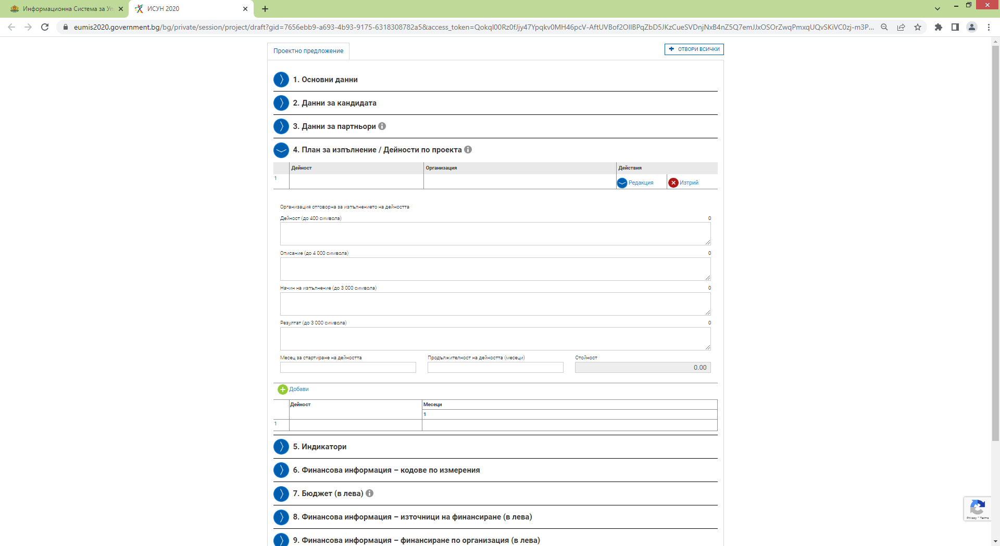 Информационна Система за Уп
ИСУН 2020
eumis2020.government.bg/bg/private/session/project/draft?gid=7656ebb9-a693-4b93-9175-6318308782a5&access_token=Qokql00Rz0fJjy47Ypqkv0MH46pcV-AftUVBof2OIlBPqZbD5JKzCueSVDnjNxB4nZ5Q7emJJxOSOrZwqPmxqUQvSKiVC0zj-m3P...
Проектно предложение
ОТВОРИ ВСИЧКИ
1. Основни данни
2. Данни за кандидата
3. Данни за партньори
4. План за изпълнение / Дейности по проекта
Дейност Организация Действия
1 Редакция Изтрий
Организация отговорна за изпълнението на дейността
Дейност (до 400 символа) 0
Описание (до 4 000 символа) 0
Начин на изпълнение (до 3 000 символа) 0
Резултат (до 3 000 символа) 0
Месец за стартиране на дейността Продължителност на дейността (месеци) Стойност
0.00
Добави
Дейност Месеци
1
1
5. Индикатори
6. Финансова информация – кодове по измерения
7. Бюджет (в лева)
8. Финансова информация – източници на финансиране (в лева)
Privacy - Terms
9. Финансова информация – финансиране по организация (в лева)